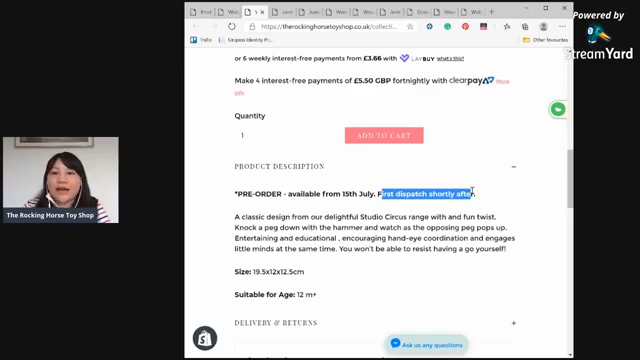 Powered by
StreamYard
https://therockinghorsetoyshop.co.uk/collecti...
Trello
Unipass Identity Pr...
Other favourites
or 6 weekly interest-free payments from £3.66 with LAYBUY what's this?
Make 4 interest-free payments of £5.50 GBP fortnightly with clearpay More
info
Quantity
1
ADD TO CART
PRODUCT DESCRIPTION
*PRE-ORDER - available from 15th July. First dispatch shortly after.
A classic design from our delightful Studio Circus range with and fun twist.
Knock a peg down with the hammer and watch as the opposing peg pops up.
Entertaining and educational , encouraging hand-eye coordination and engages
little minds at the same time. You won't be able to resist having a go yourself!
Size: 19.5x12x12.5cm
Suitable for Age: 12 m+
DELIVERY & RETURNS
Ask us any questions
The Rocking Horse Toy Shop